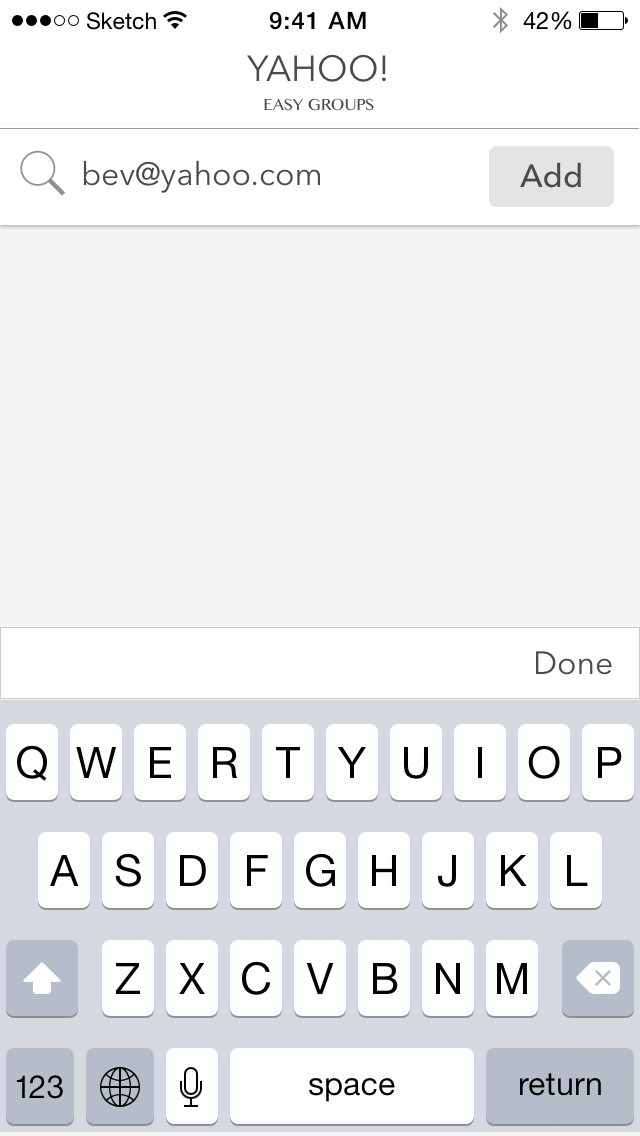 Sketch 9:41 AM 42%
YAHOO!
EASY GROUPS
bev@yahoo.com Add
Done
Q W E R T Y U I O P
A S D F G H J K L
Z X C V B N M
123 space return